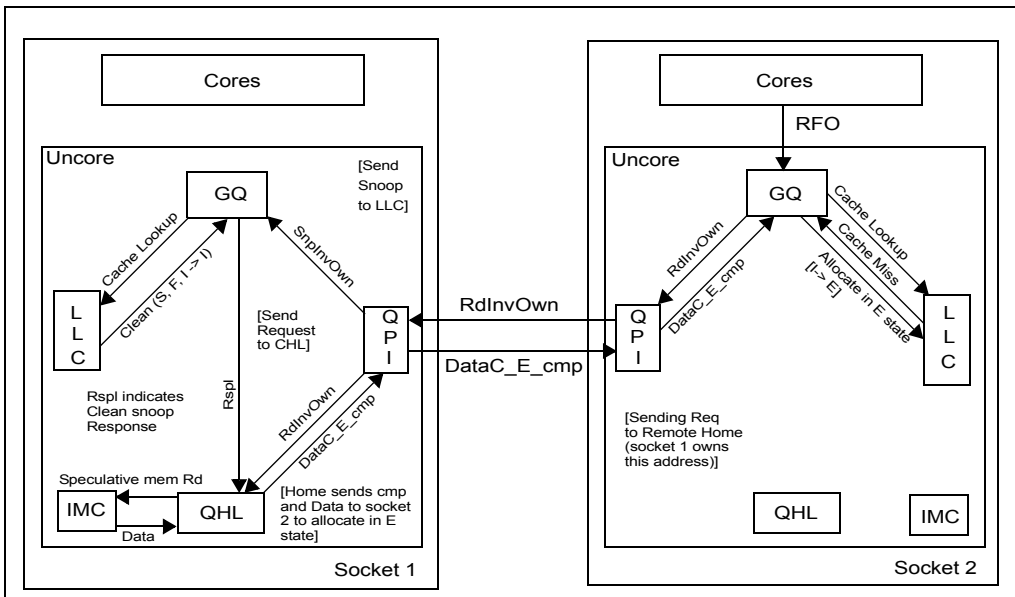 Cores
Uncore
GQ
[Send
Snoop
to LLC]
Cache Lookup
Clean (S, F, I -> I)
SnpInvOwn
L
L
C
[Send
Request
to CHL]
Q
P
I
Rspl indicates
Clean snoop
Response
Rspl
RdInvOwn
DataC_E_cmp
Speculative mem Rd
IMC
Data
QHL
[Home sends cmp
and Data to socket
2 to allocate in E
state]
Socket 1
RdInvOwn
DataC_E_cmp
Cores
RFO
Uncore
GQ
RdInvOwn
DataC_E_cmp
Cache Lookup
Cache Miss
Allocate in E state
[I-> E]
Q
P
I
L
L
C
[Sending Req
to Remote Home
(socket 1 owns
this address)]
QHL
IMC
Socket 2